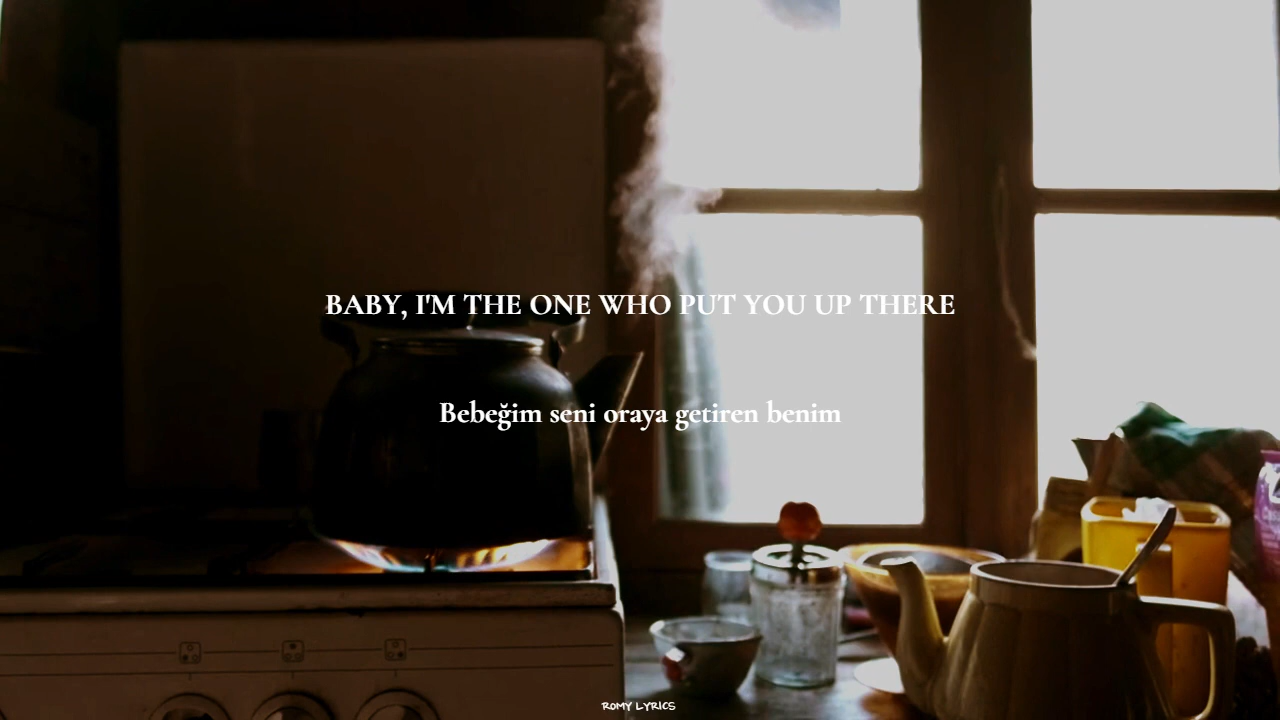 BABY, I'M THE ONE WHO PUT YOU UP THERE
Bebeğim seni oraya getiren benim
ROMY LYRICS